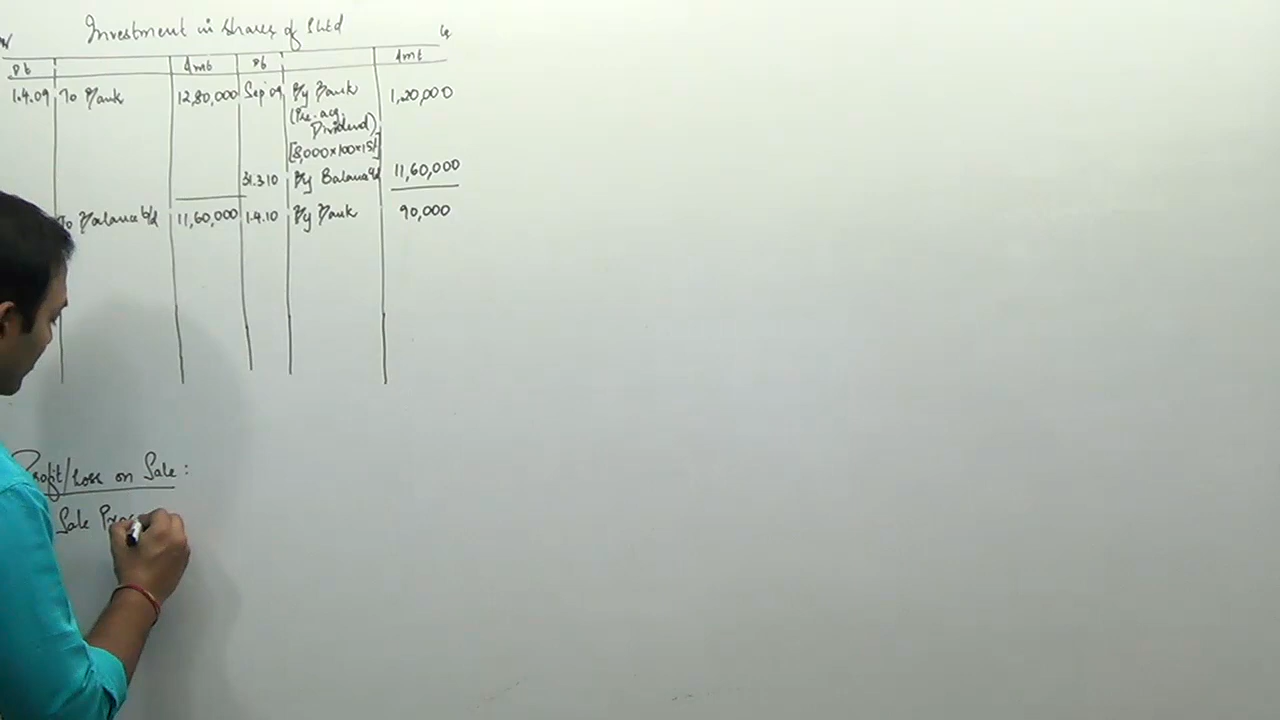 Investment in shares of S Ltd
Cr
Dt Amt Dt Amt
1.4.09 To Bank 12,80,000 Sep'09 By Bank 1,20,000
(Pre-acq.
Dividend)
[8,000×100×15%]
31.3.10 By Balance c/d 11,60,000
To Balance b/d 11,60,000 1.4.10 By Bank 90,000
Profit/Loss on Sale:
Sale